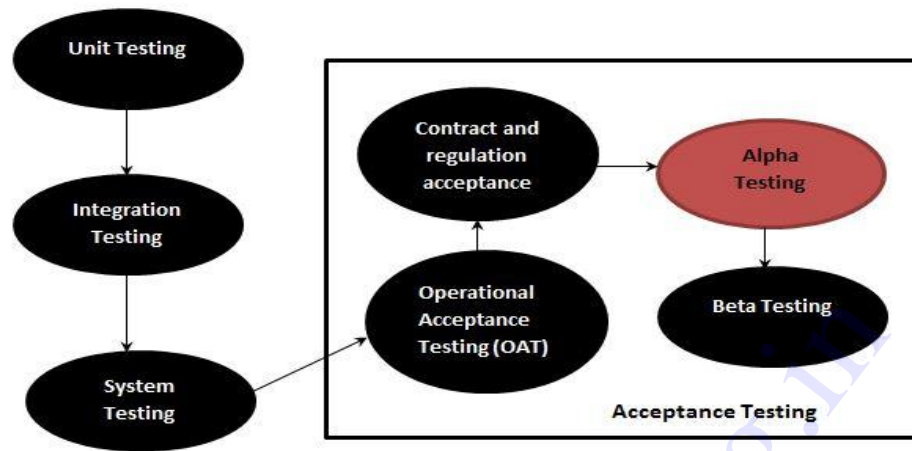 Unit Testing
Integration
Testing
System
Testing
Operational
Acceptance
Testing (OAT)
Contract and
regulation
acceptance
Alpha
Testing
Beta Testing
Acceptance Testing